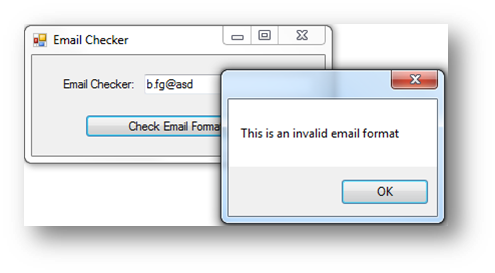 Email Checker
Email Checker: b.fg@asd
Check Email Forma
This is an invalid email format
OK